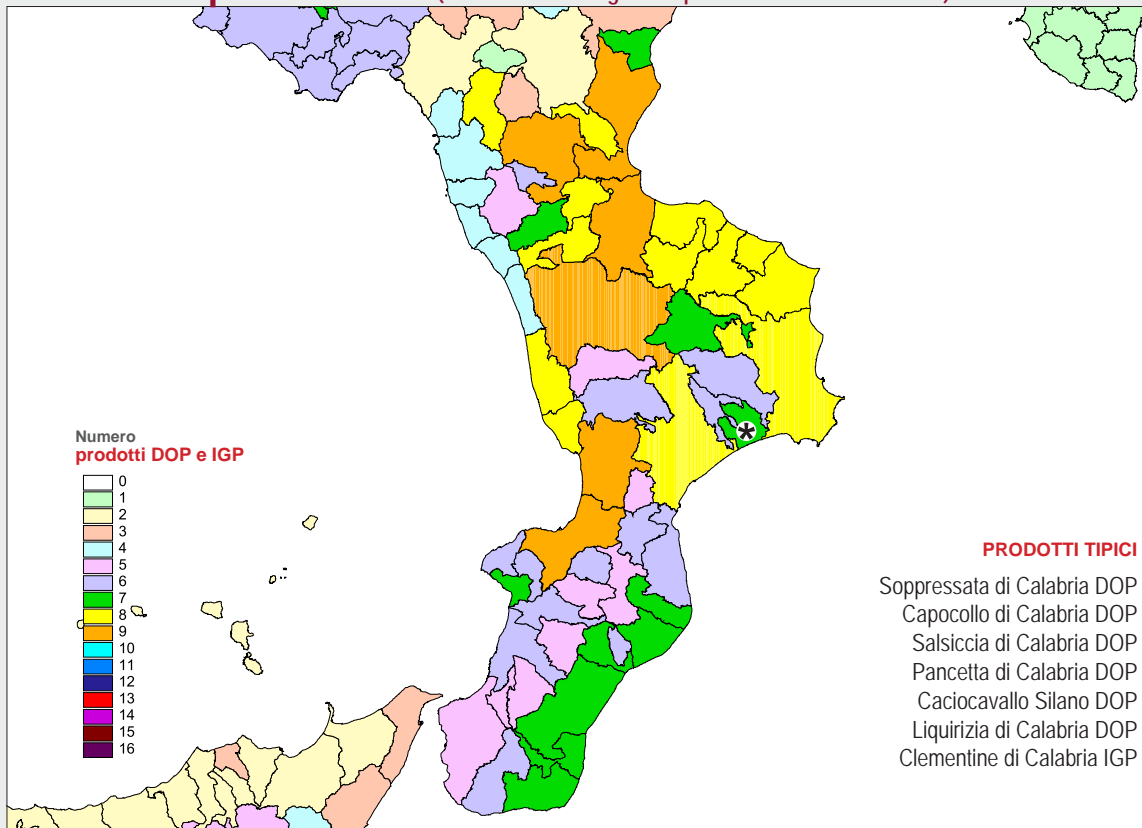 Numero
prodotti DOP e IGP
0
1
2
3
4
5
6
7
8
9
10
11
12
13
14
15
16
*
PRODOTTI TIPICI
Soppressata di Calabria DOP
Capocollo di Calabria DOP
Salsiccia di Calabria DOP
Pancetta di Calabria DOP
Caciocavallo Silano DOP
Liquirizia di Calabria DOP
Clementine di Calabria IGP